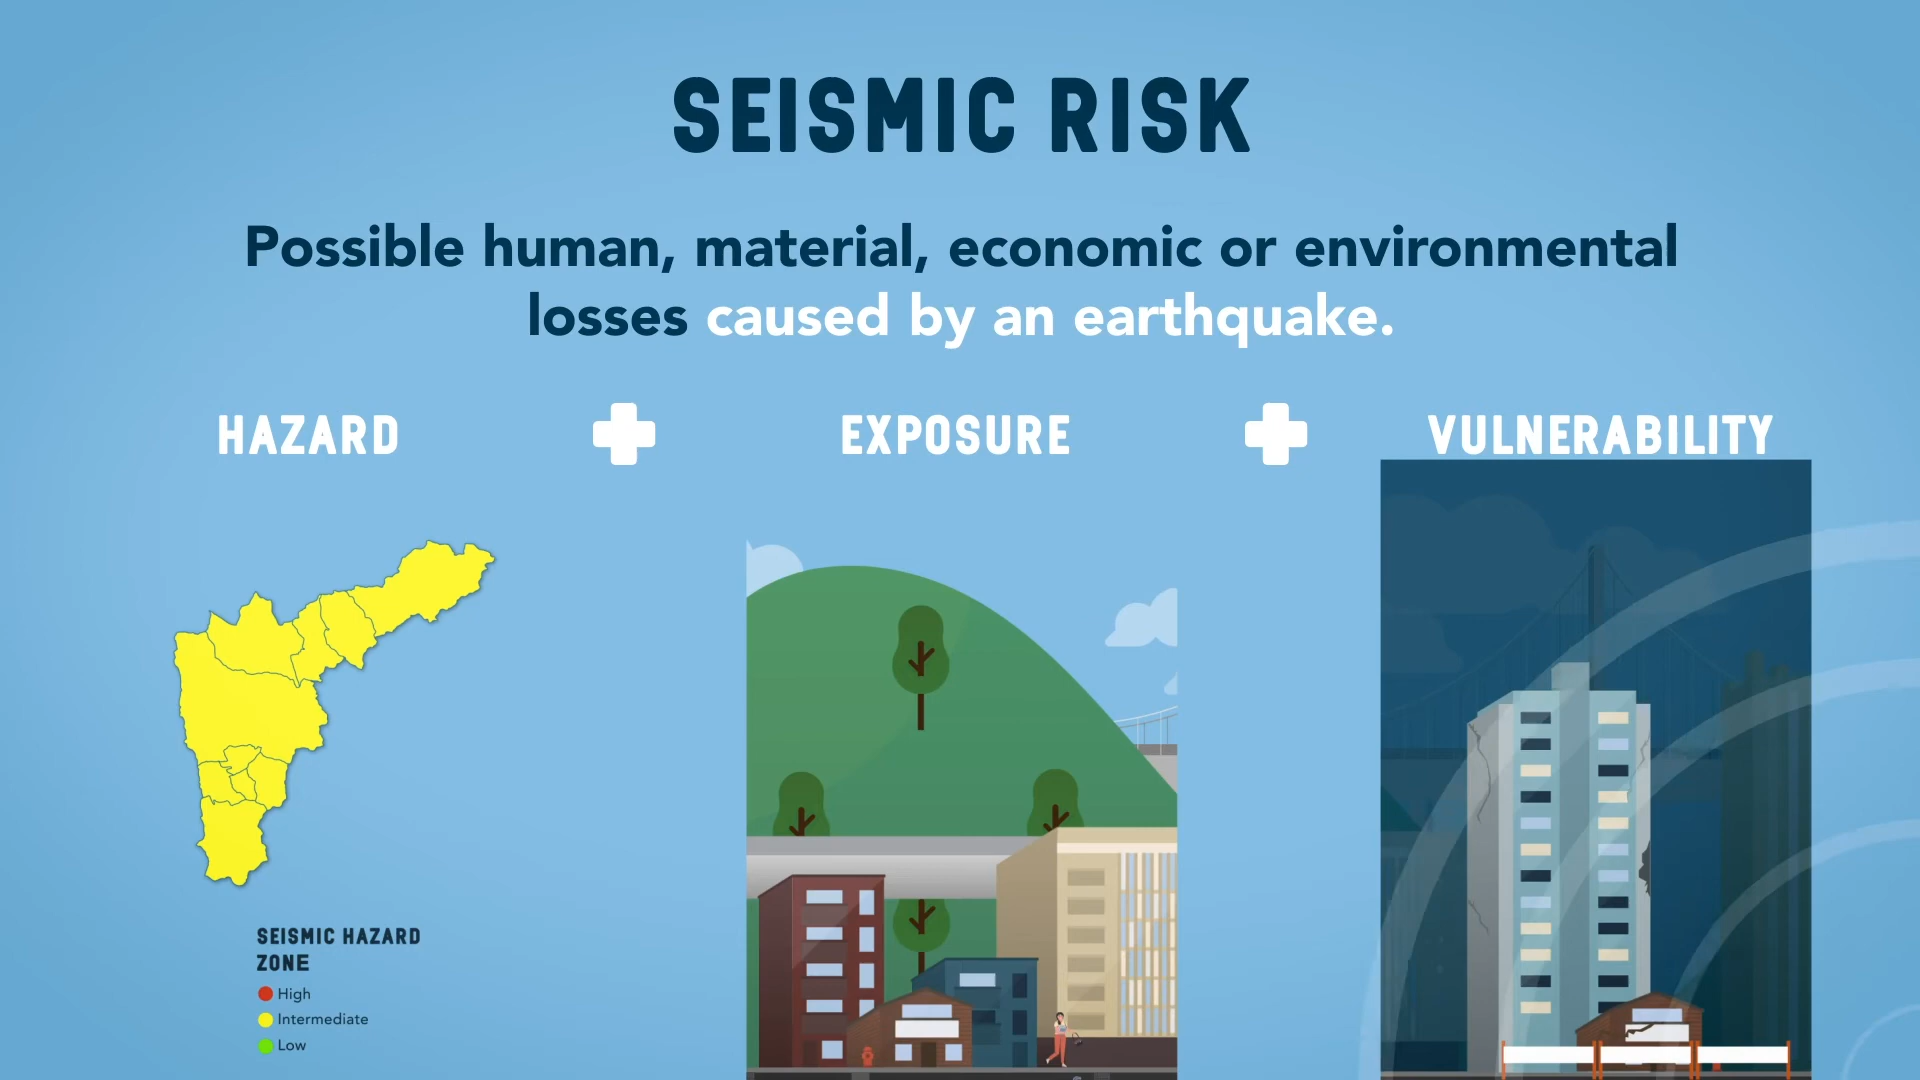 SEISMIC RISK
Possible human, material, economic or environmental
losses caused by an earthquake.
HAZARD + EXPOSURE + VULNERABILITY
SEISMIC HAZARD
ZONE
High
Intermediate
Low